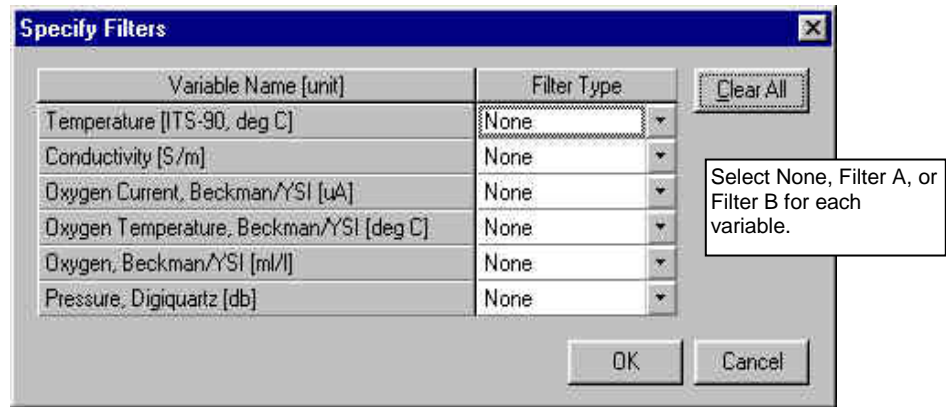 Specify Filters
Variable Name [unit] Filter Type Clear All
Temperature [ITS-90, deg C] None
Conductivity [S/m] None
Oxygen Current, Beckman/YSI [uA] None
Oxygen Temperature, Beckman/YSI [deg C] None
Oxygen, Beckman/YSI [ml/l] None
Pressure, Digiquartz [db] None
Select None, Filter A, or
Filter B for each
variable.
OK Cancel